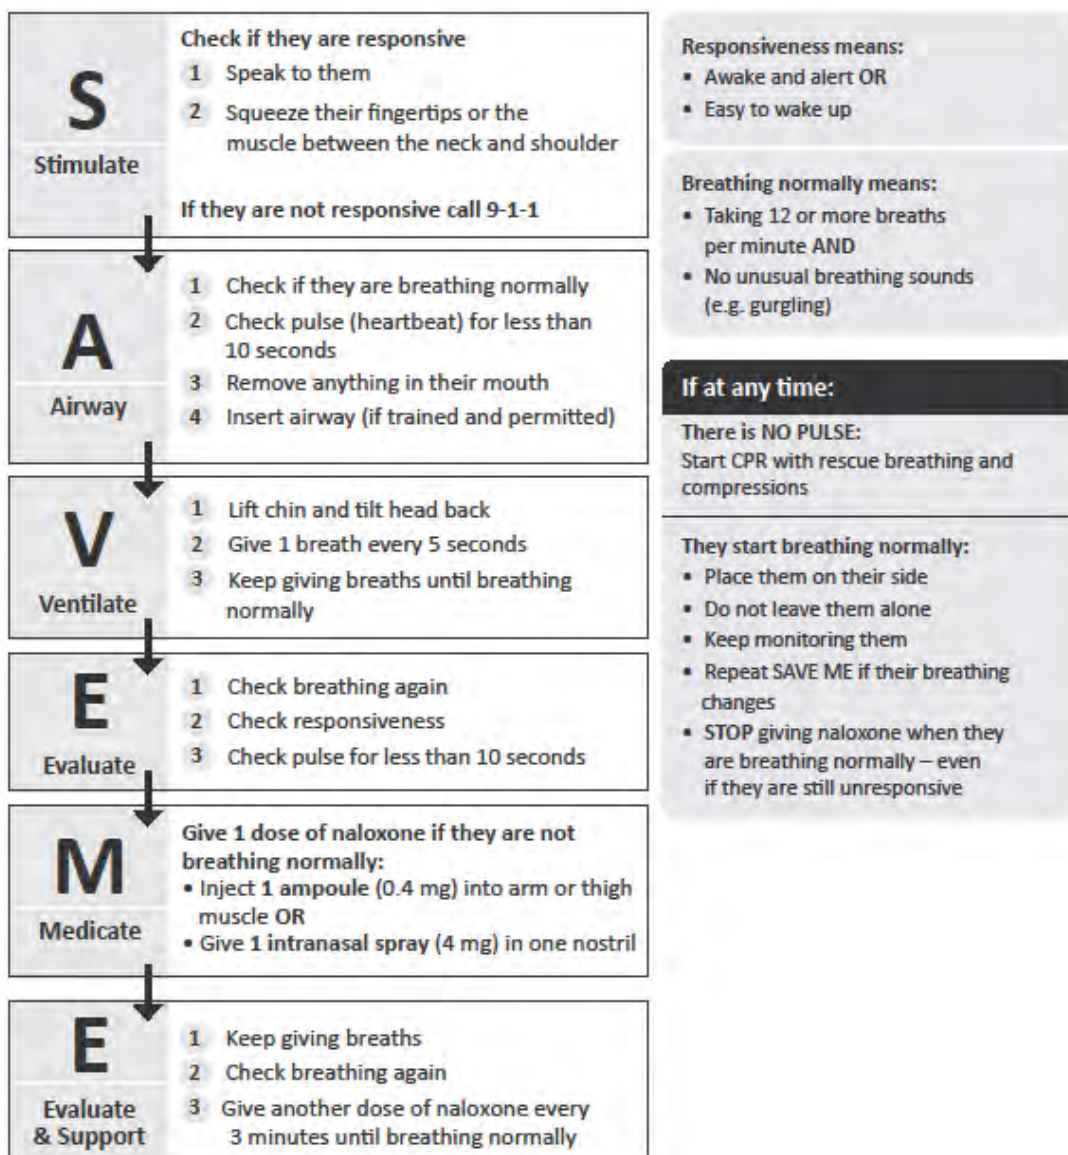 S
Stimulate
Check if they are responsive
1 Speak to them
2 Squeeze their fingertips or the
muscle between the neck and shoulder
If they are not responsive call 9-1-1
A
Airway
1 Check if they are breathing normally
2 Check pulse (heartbeat) for less than
10 seconds
3 Remove anything in their mouth
4 Insert airway (if trained and permitted)
V
Ventilate
1 Lift chin and tilt head back
2 Give 1 breath every 5 seconds
3 Keep giving breaths until breathing
normally
E
Evaluate
1 Check breathing again
2 Check responsiveness
3 Check pulse for less than 10 seconds
M
Medicate
Give 1 dose of naloxone if they are not
breathing normally:
• Inject 1 ampoule (0.4 mg) into arm or thigh
muscle OR
• Give 1 intranasal spray (4 mg) in one nostril
E
Evaluate
& Support
1 Keep giving breaths
2 Check breathing again
3 Give another dose of naloxone every
3 minutes until breathing normally
Responsiveness means:
• Awake and alert OR
• Easy to wake up
Breathing normally means:
• Taking 12 or more breaths
per minute AND
• No unusual breathing sounds
(e.g. gurgling)
If at any time:
There is NO PULSE:
Start CPR with rescue breathing and
compressions
They start breathing normally:
• Place them on their side
• Do not leave them alone
• Keep monitoring them
• Repeat SAVE ME if their breathing
changes
• STOP giving naloxone when they
are breathing normally – even
if they are still unresponsive